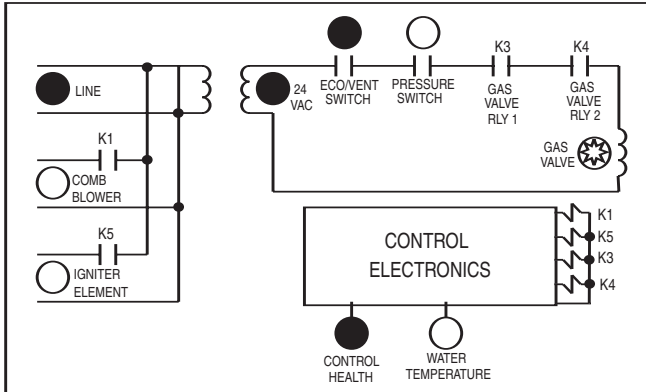 LINE
24
VAC
ECO/VENT
SWITCH
PRESSURE
SWITCH
K3
GAS
VALVE
RLY 1
K4
GAS
VALVE
RLY 2
K1
COMB
BLOWER
GAS
VALVE
K5
IGNITER
ELEMENT
CONTROL
ELECTRONICS
K1
K5
K3
K4
CONTROL
HEALTH
WATER
TEMPERATURE